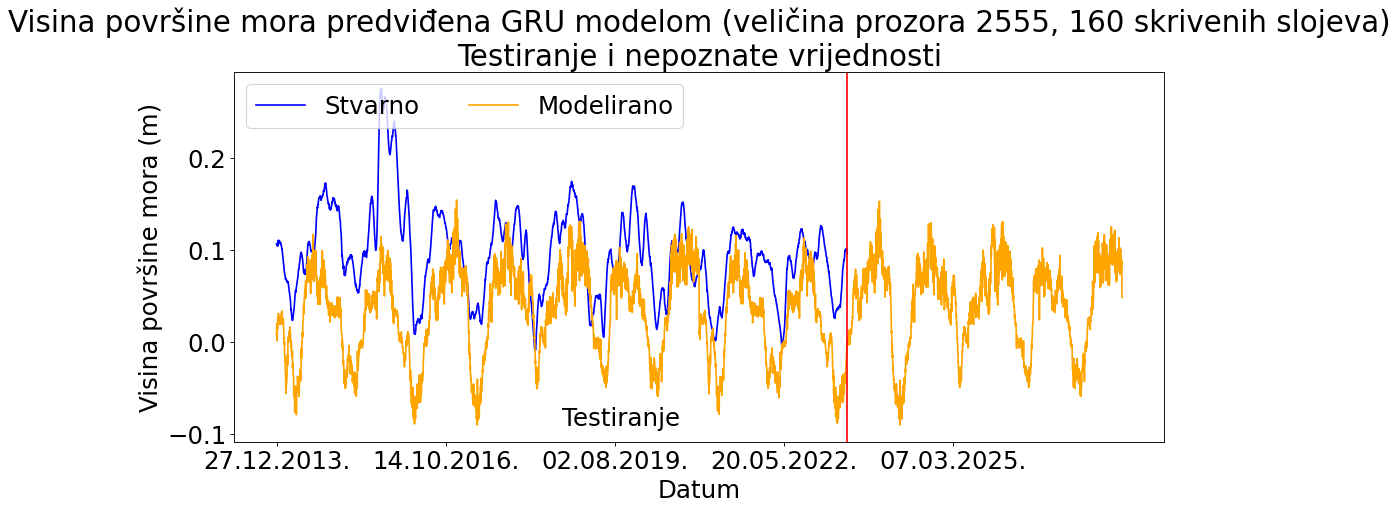 Visina površine mora predviđena GRU modelom (veličina prozora 2555, 160 skrivenih slojeva)
Testiranje i nepoznate vrijednosti
Stvarno Modelirano
Visina površine mora (m)
0.2
0.1
0.0
−0.1
Testiranje
27.12.2013. 14.10.2016. 02.08.2019. 20.05.2022. 07.03.2025.
Datum